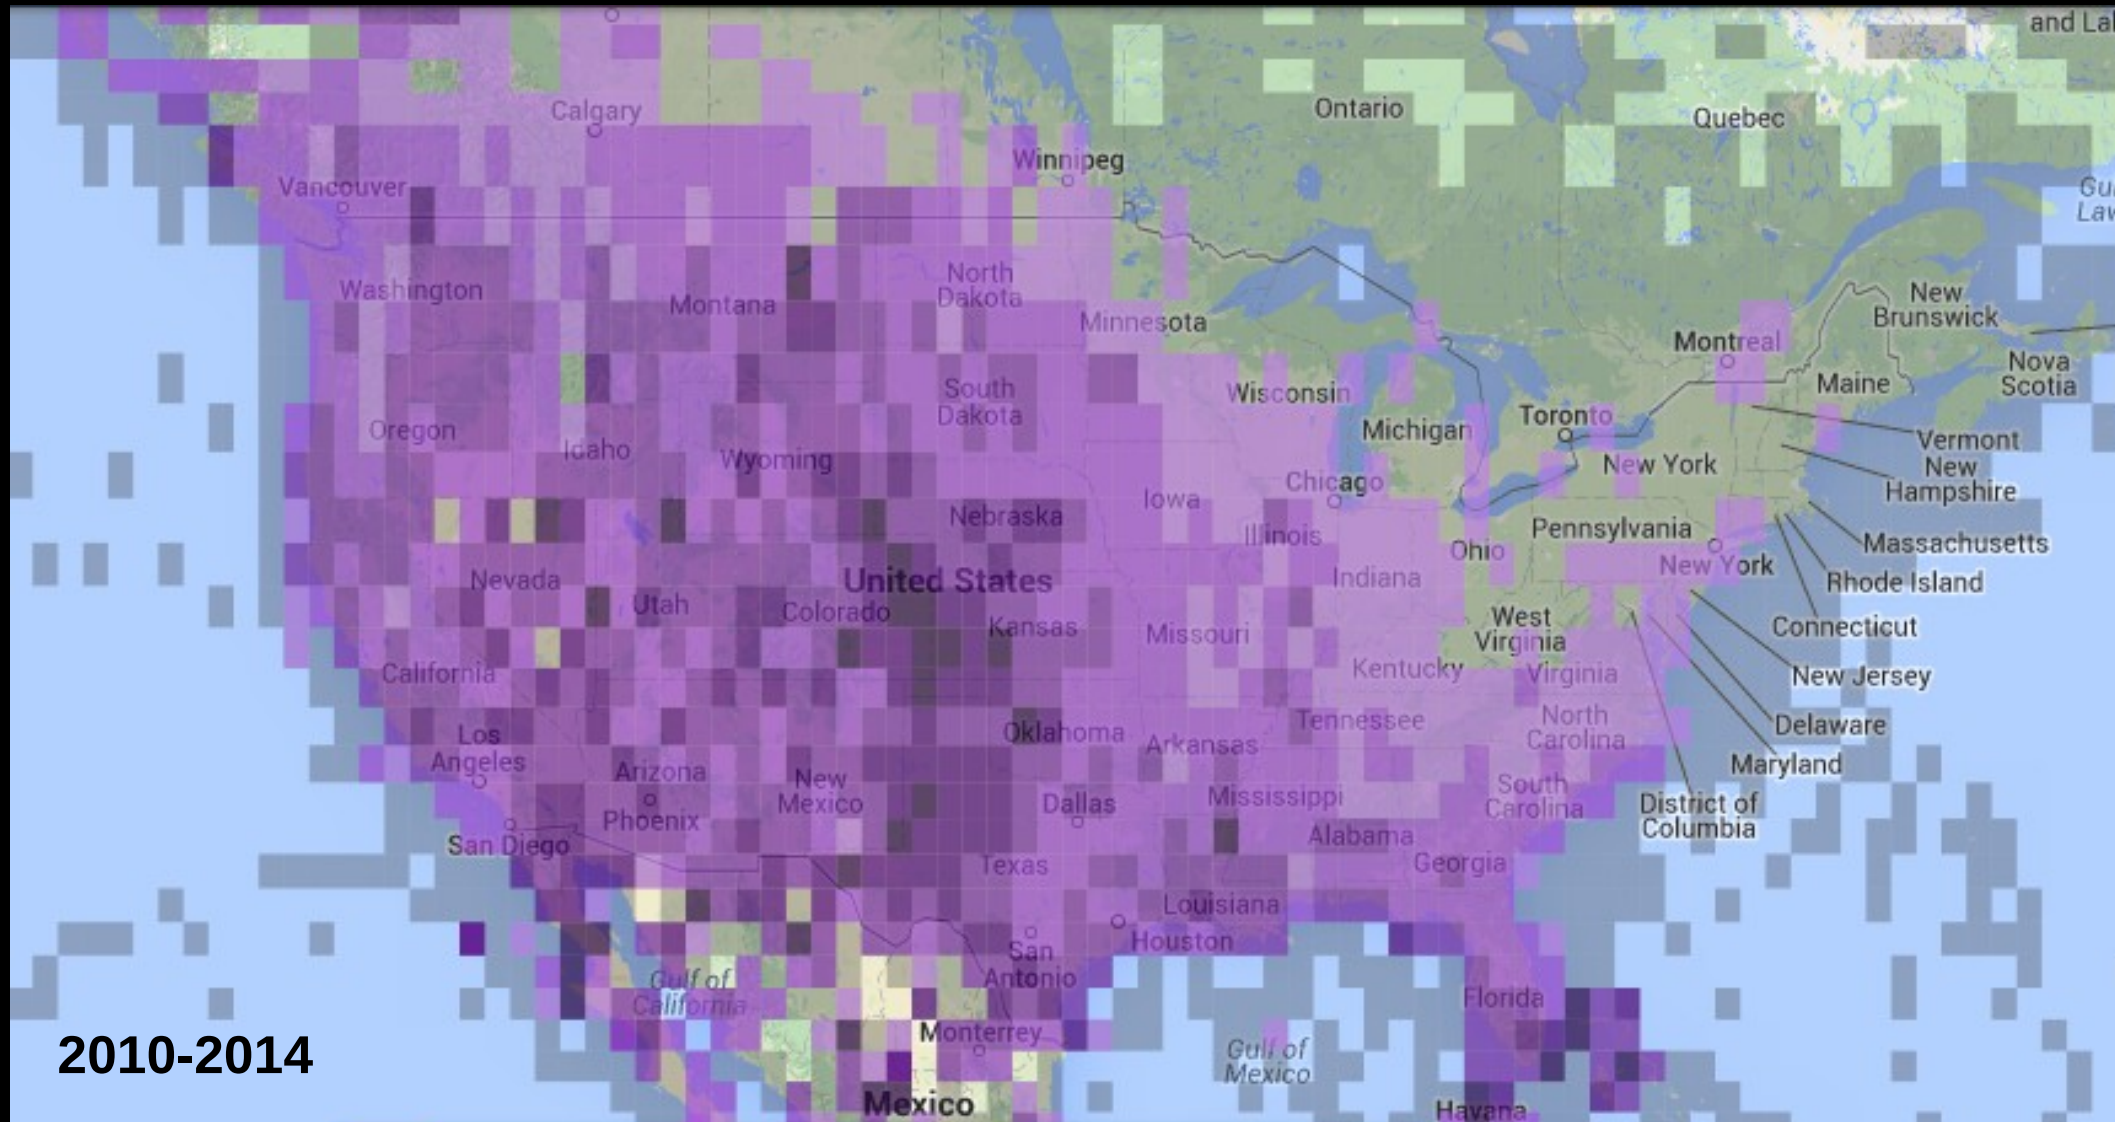 and La
Calgary
Ontario
Quebec
Winnipeg
Vancouver
Gu
Law
Washington
Montana
North
Dakota
Minnesota
New
Brunswick
Montreal
Nova
Scotia
Maine
South
Dakota
Wisconsin
Michigan
Toronto
Oregon
Idaho
Wyoming
Vermont
New York
New
Hampshire
Chicago
Iowa
Nebraska
Illinois
Pennsylvania
Ohio
Massachusetts
New York
Nevada
United States
Indiana
Rhode Island
Utah
Colorado
Kansas
Missouri
West
Virginia
Connecticut
California
Kentucky
Virginia
New Jersey
Los
Angeles
Oklahoma
Arkansas
Tennessee
North
Carolina
Delaware
Maryland
Arizona
Phoenix
New
Mexico
Dallas
Mississippi
South
Carolina
District of
Columbia
San Diego
Texas
Alabama
Georgia
Louisiana
Houston
San
Antonio
Gulf of
California
Florida
Monterrey
2010-2014
Gulf of
Mexico
Mexico
Havana